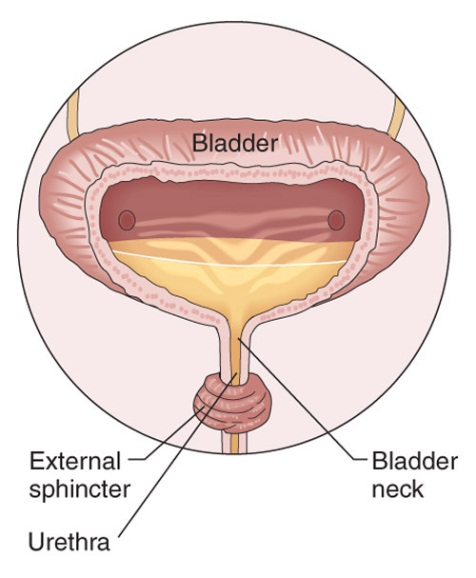 Bladder
External
sphincter
Bladder
neck
Urethra